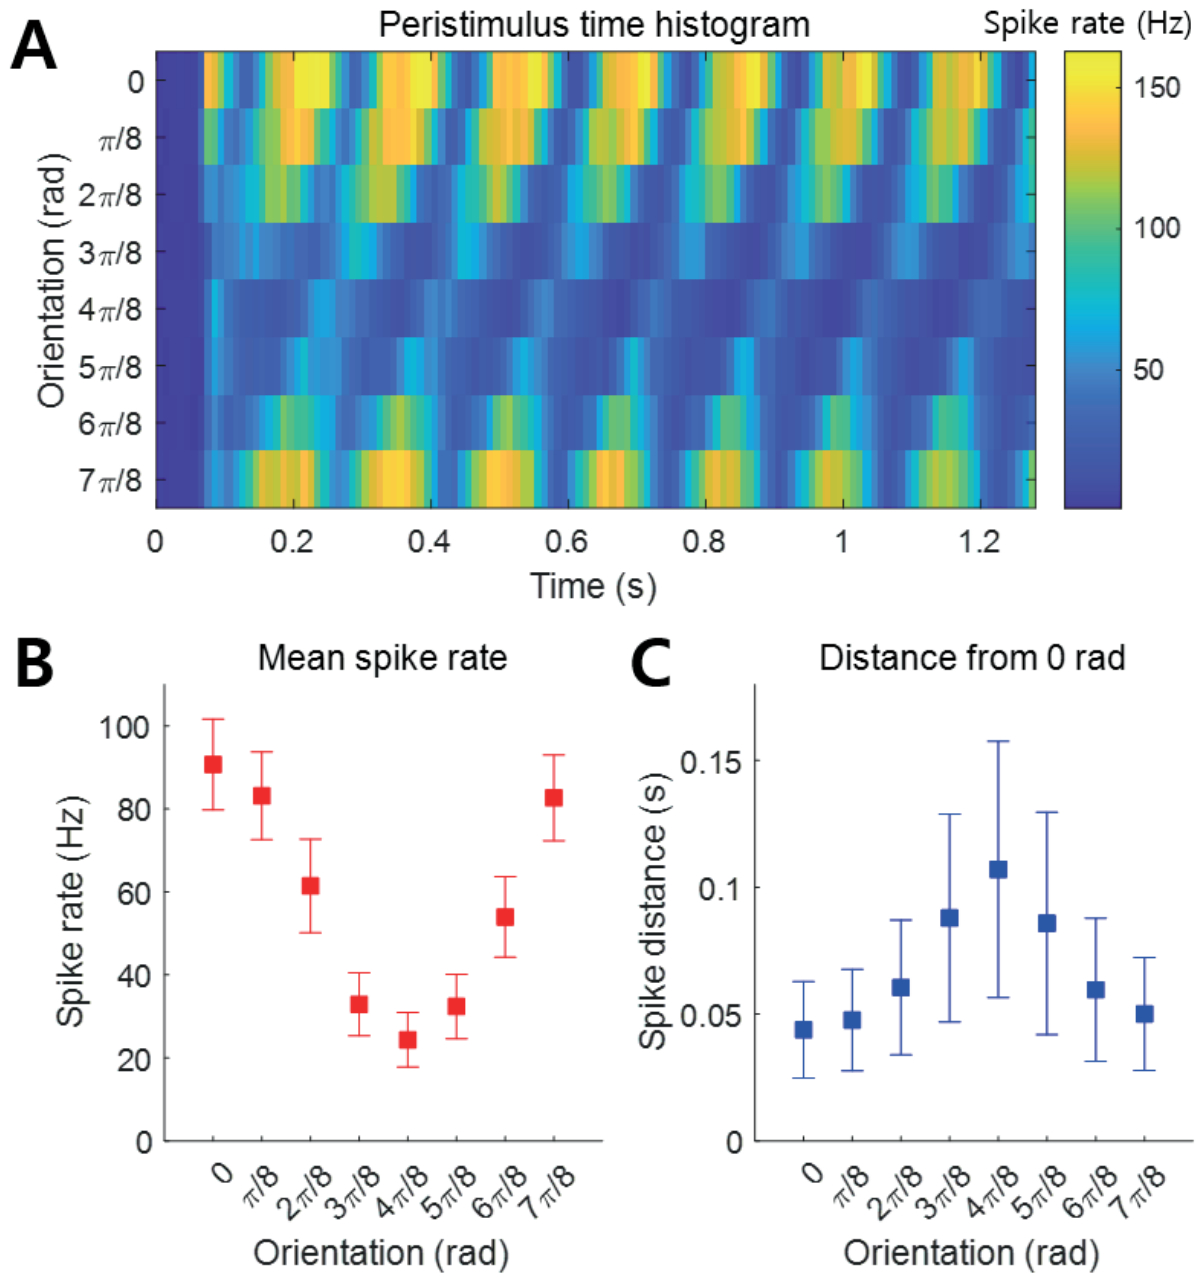 A
Peristimulus time histogram
Spike rate (Hz)
0
π/8
2π/8
3π/8
4π/8
5π/8
6π/8
7π/8
Orientation (rad)
0
0.2
0.4
0.6
0.8
1
1.2
Time (s)
150
100
50
B
Mean spike rate
100
80
60
40
20
0
Spike rate (Hz)
0
π/8
2π/8
3π/8
4π/8
5π/8
6π/8
7π/8
Orientation (rad)
C
Distance from 0 rad
0.15
0.1
0.05
0
Spike distance (s)
0
π/8
2π/8
3π/8
4π/8
5π/8
6π/8
7π/8
Orientation (rad)